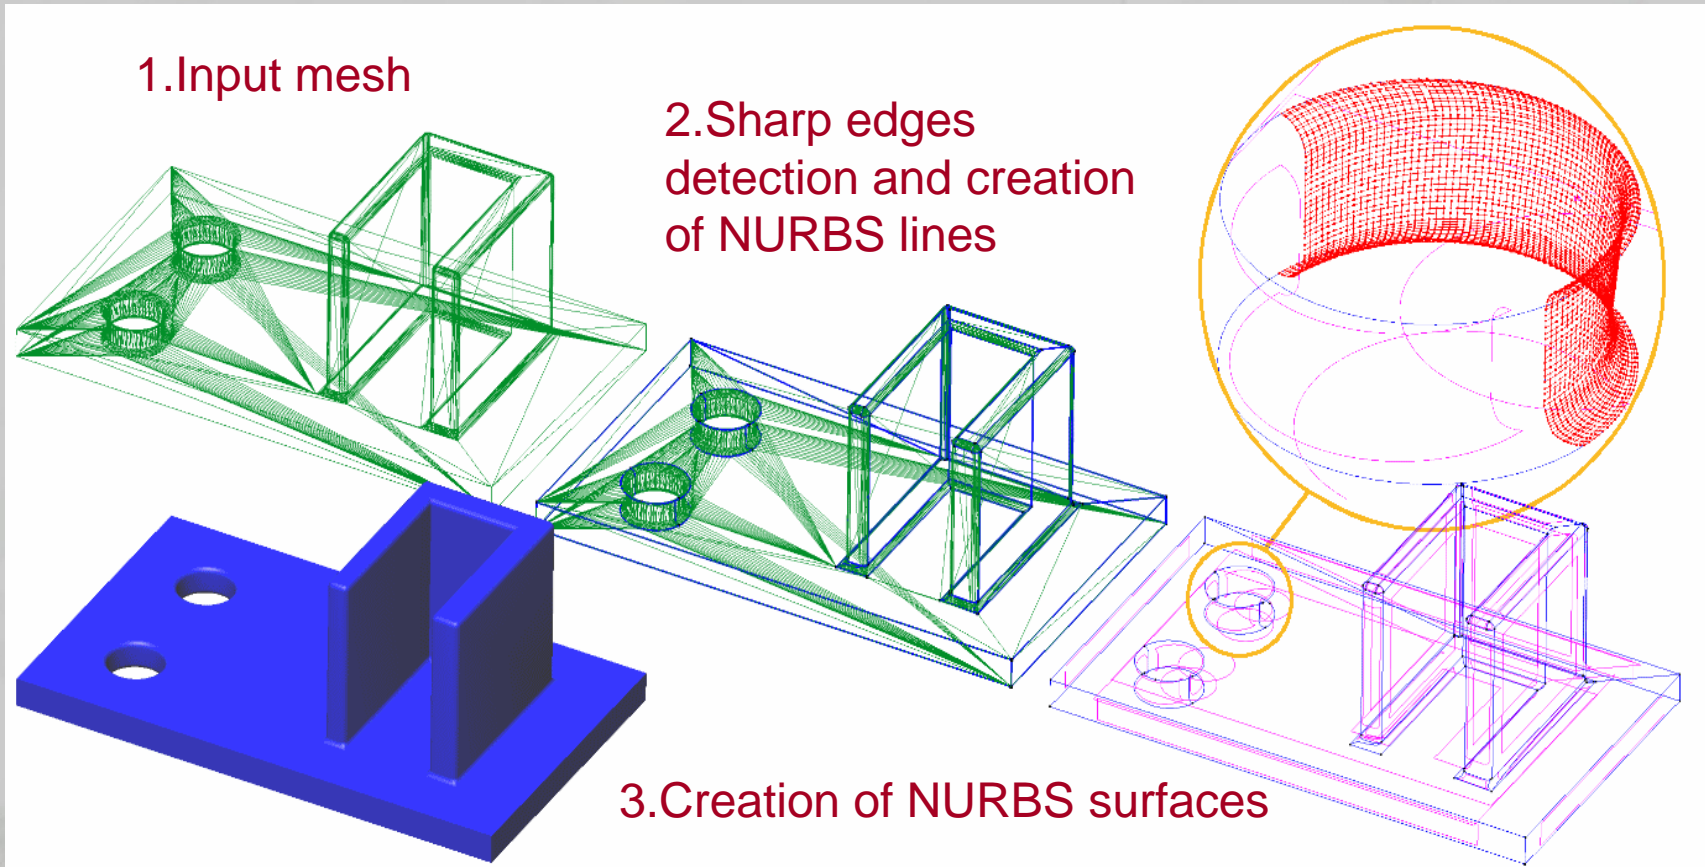 1.Input mesh
2.Sharp edges
detection and creation
of NURBS lines
3.Creation of NURBS surfaces